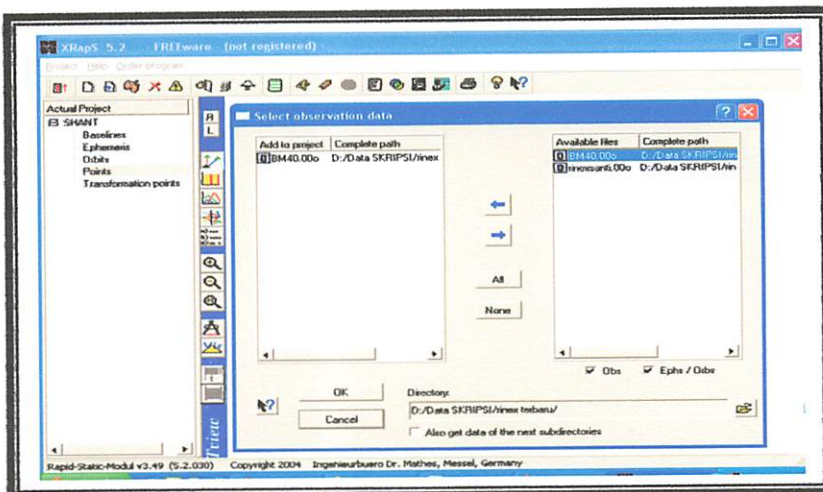 XRapS 5.2 - FREEware - (not registered) -
Project Help Order program
Actual Project
SHANT
Baselines
Ephemeris
Orbits
Points
Transformation points
R
L
Tview
Select observation data
Add to project Complete path
BM40.00o D:/Data SKRIPSI/rinex
Available files Complete path
BM40.00o D:/Data SKRIPSI/rin
rinexsanti.00o D:/Data SKRIPSI/rin
All
None
Obs Ephs / Orbs
OK
Cancel
Directory:
D:/Data SKRIPSI/rinex terbaru/
Also get data of the next subdirectories
Rapid-Static-Modul v3.49 (5.2.030) Copyright 2004 Ingenieurbuero Dr. Mathes, Messel, Germany